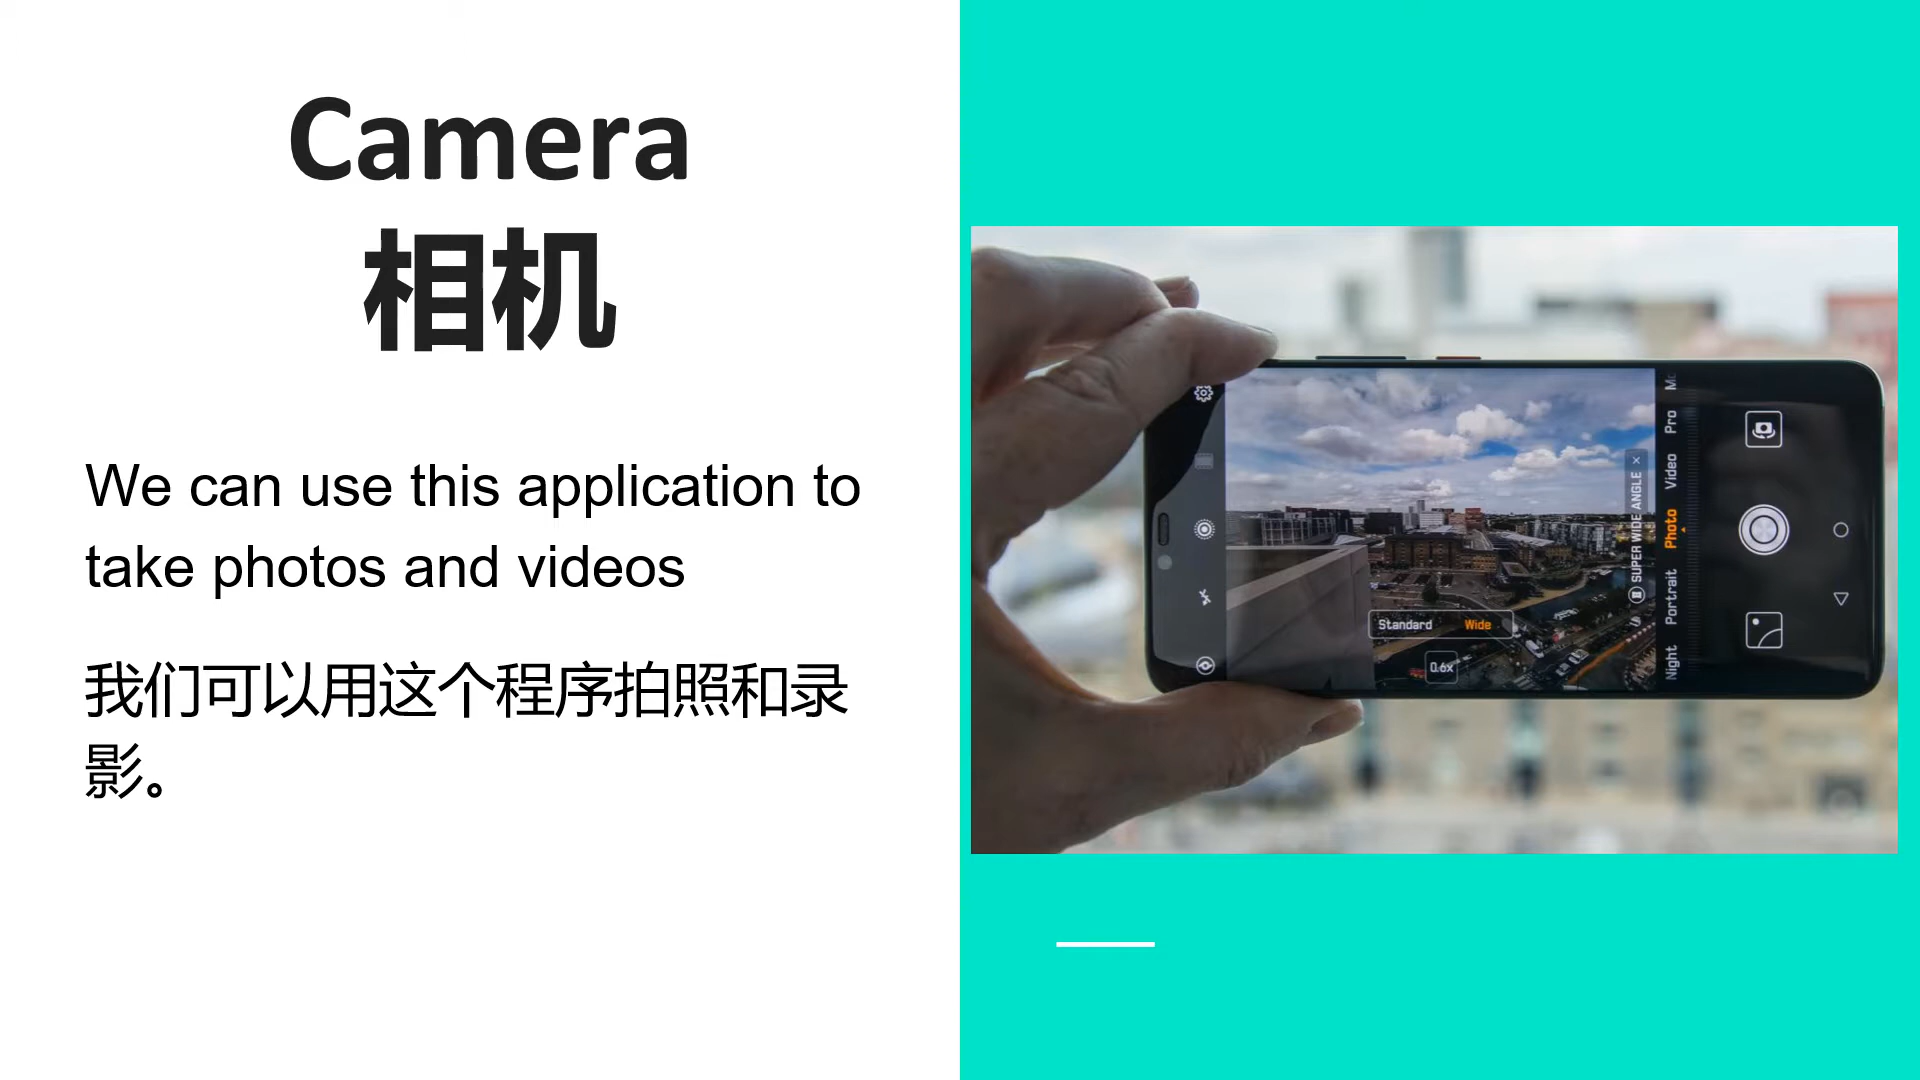 Camera
相机
We can use this application to
take photos and videos
我们可以用这个程序拍照和录
影。
Mo
Pro
Video
Photo
Portrait
Night
SUPER WIDE ANGLE ×
Standard Wide
0.6x